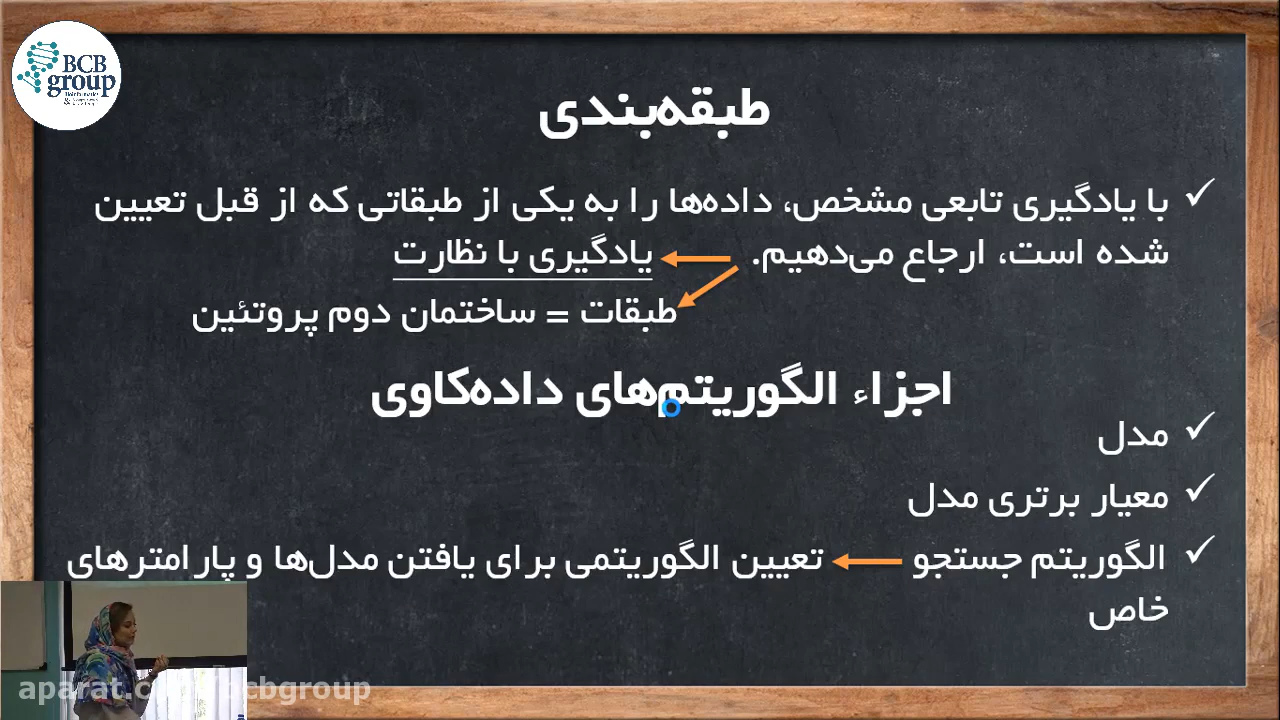 BCB
group
طبقه‌بندی
با یادگیری تابعی مشخص، داده‌ها را به یکی از طبقاتی که از قبل تعیین
شده است، ارجاع می‌دهیم. یادگیری با نظارت
طبقات = ساختمان دوم پروتئین
اجزاء الگوریتم‌های داده‌کاوی
مدل
معیار برتری مدل
الگوریتم جستجو تعیین الگوریتمی برای یافتن مدل‌ها و پارامترهای
خاص